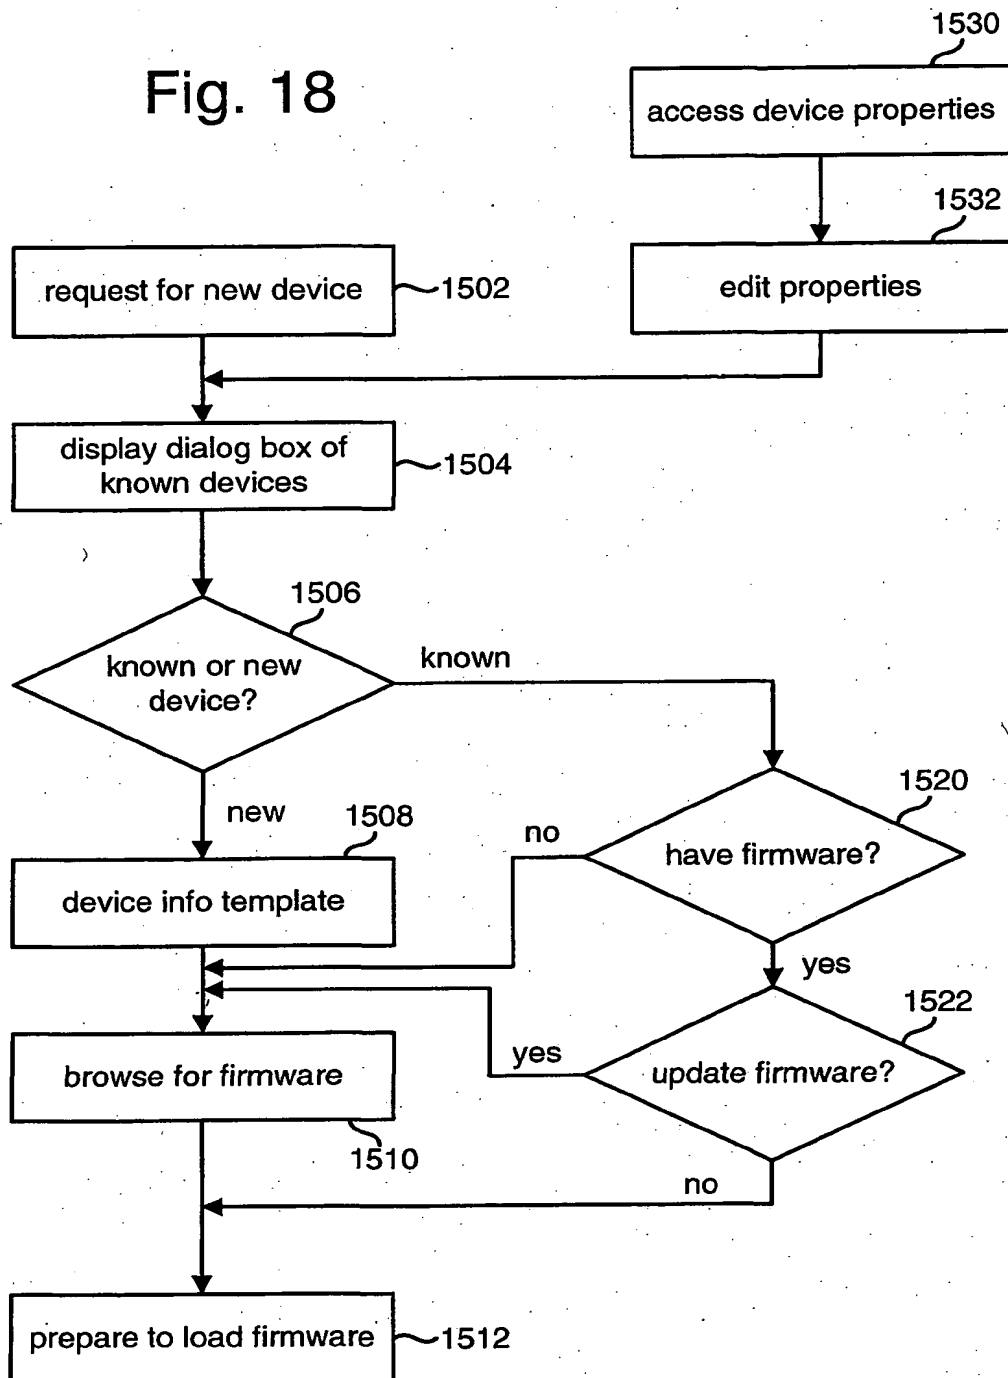 Fig. 18
1530
access device properties
1532
edit properties
request for new device
1502
display dialog box of
known devices
1504
1506
known or new
device?
known
new
1508
device info template
1520
have firmware?
no
yes
1522
update firmware?
yes
no
browse for firmware
1510
prepare to load firmware
1512